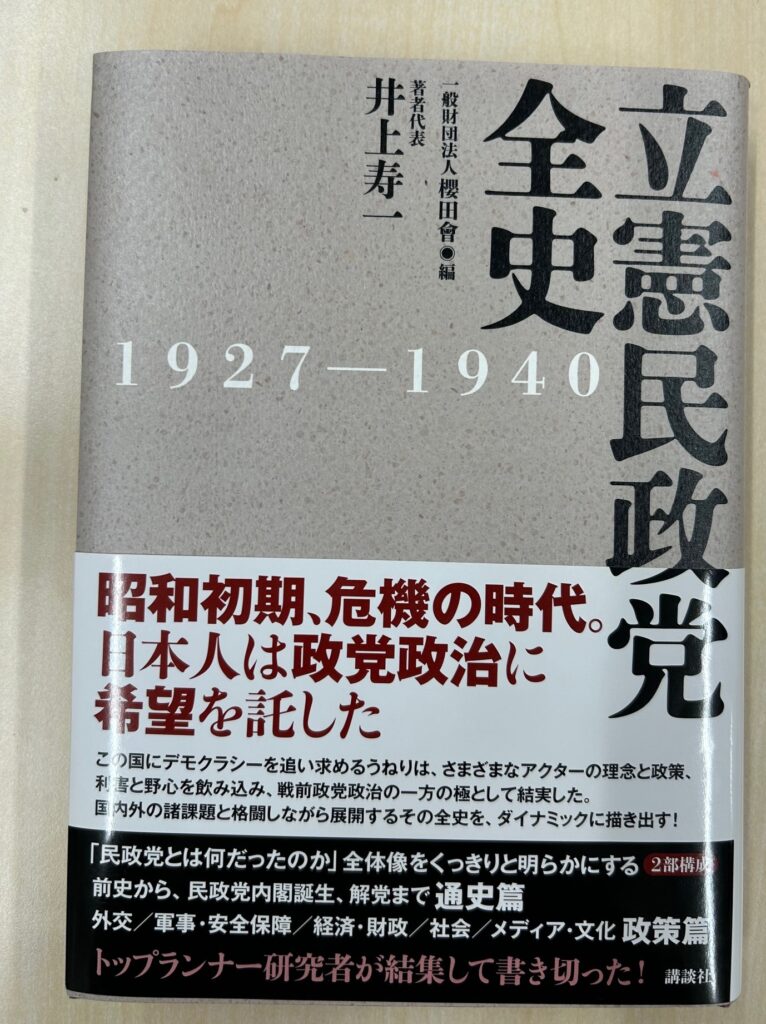 立憲民政党
全史
一般財団法人 櫻田會◉編
著者代表
井上寿一
1927—1940
昭和初期、危機の時代。
日本人は政党政治に
希望を託した
この国にデモクラシーを追い求めるうねりは、さまざまなアクターの理念と政策、
利害と野心を飲み込み、戦前政党政治の一方の極として結実した。
国内外の諸課題と格闘しながら展開するその全史を、ダイナミックに描き出す!
「民政党とは何だったのか」全体像をくっきりと明らかにする 2部構成
前史から、民政党内閣誕生、解党まで 通史篇
外交/軍事・安全保障/経済・財政/社会/メディア・文化 政策篇
トップランナー研究者が結集して書き切った! 講談社